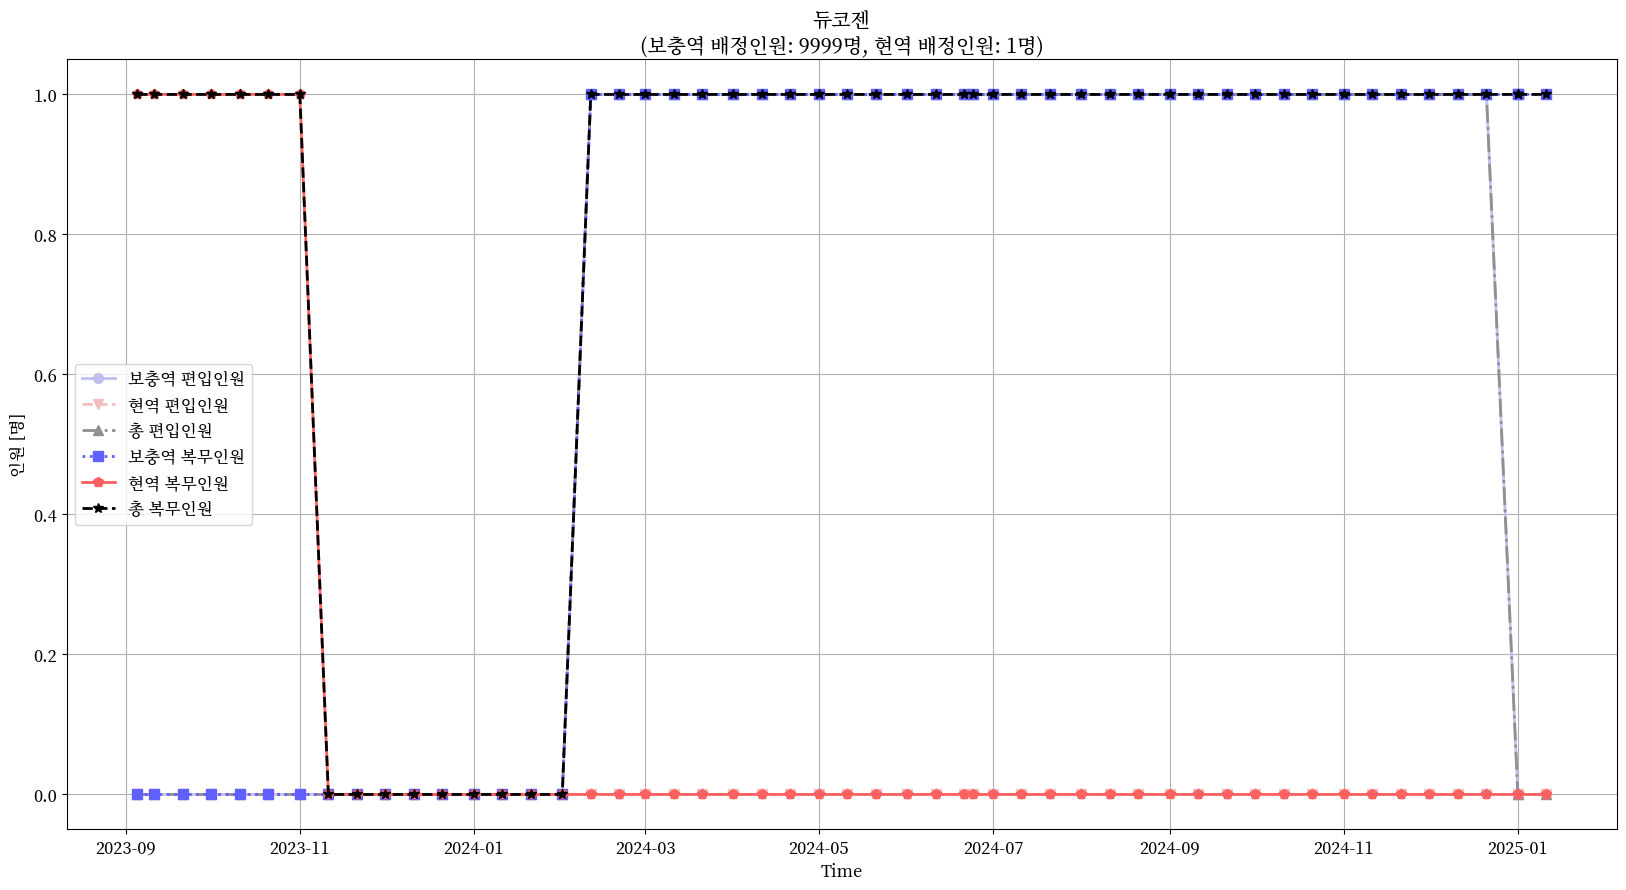 듀코젠
(보충역 배정인원: 9999명, 현역 배정인원: 1명)
1.0
0.8
0.6
0.4
0.2
0.0
인원 [명]
보충역 편입인원
현역 편입인원
총 편입인원
보충역 복무인원
현역 복무인원
총 복무인원
2023-09 2023-11 2024-01 2024-03 2024-05 2024-07 2024-09 2024-11 2025-01
Time